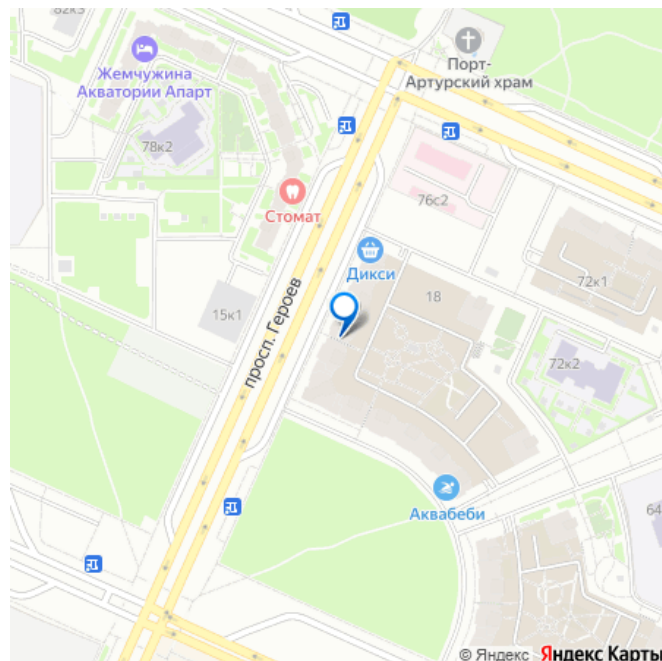 82к3
Жемчужина
Акватории Апарт
Порт-
Артурский храм
78к2
Стомат
76с2
Дикси
72к1
18
15к1
просп. Героев
72к2
Аквабеби
64
© Яндекс Яндекс Карты